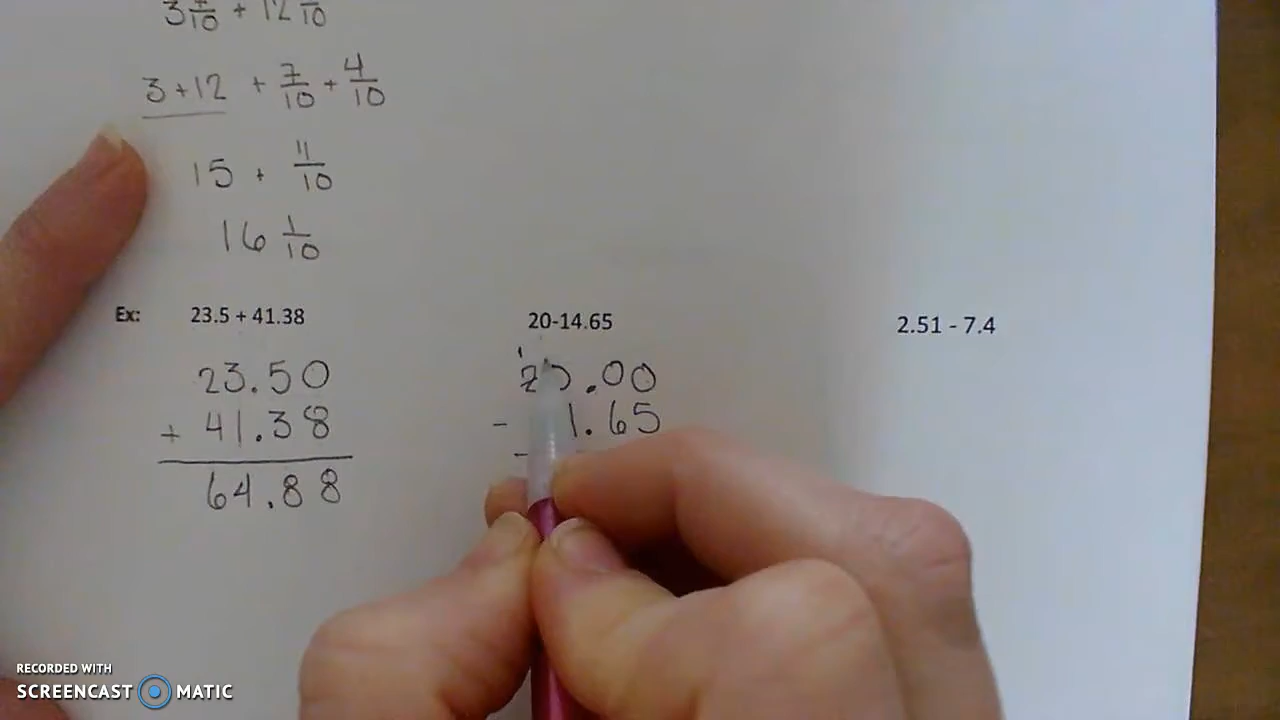 3 7/10 + 12 /10
3 + 12 + 7/10 + 4/10
15 + 11/10
16 1/10
Ex: 23.5 + 41.38
23.50
+ 41.38
64.88
20-14.65
1
20.00
- 1.65
2.51 - 7.4
RECORDED WITH
SCREENCAST MATIC